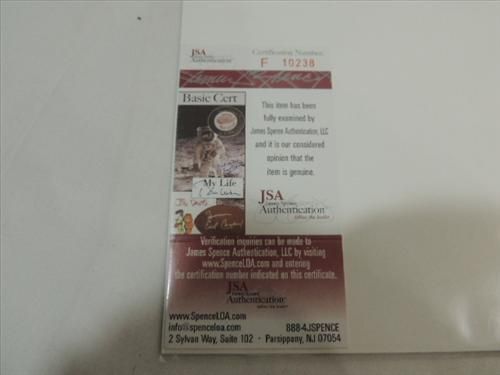 JSA
Authentication
Certification Number:
F 10238
Basic Cert
My Life
This item has been
fully examined by
James Spence Authentication, LLC
and it is our considered
opinion that the
item is genuine.
JSA
James Spence
Authentication
Verification inquiries can be made to
James Spence Authentication, LLC by visiting
www.SpenceLOA.com and entering
the certification number indicated on this certificate.
JSA
James Spence
Authentication
www.SpenceLOA.com
info@spenceloa.com
888-4JSPENCE
2 Sylvan Way, Suite 102 • Parsippany, NJ 07054